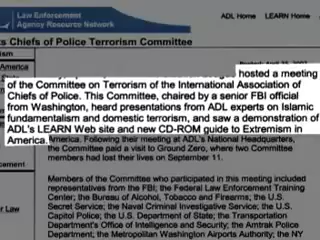 Law Enforcement
Agency Resource Network
ADL Home LEARN Home
s Chiefs of Police Terrorism Committee
America
State
hosted a meeting
of the Committee on Terrorism of the International Association of
Chiefs of Police. This Committee, chaired by a senior FBI official
from Washington, heard presentations from ADL experts on Islamic
fundamentalism and domestic terrorism, and saw a demonstration of
ADL's LEARN Web site and new CD-ROM guide to Extremism in
America. Following their meeting at ADL's National Headquarters,
the Committee paid a visit to Ground Zero, where two Committee
members had lost their lives on September 11.
Members of the Committee who participated in this meeting included
representatives from the FBI; the Federal Law Enforcement Training
Center; the Bureau of Alcohol, Tobacco and Firearms; the U.S.
Secret Service; the Naval Criminal Investigative Service; the U.S.
Capitol Police; the U.S. Department of State; the Transportation
Department's Office of Intelligence and Security; the Amtrak Police
Department; the Metropolitan Washington Airports Authority; the NY